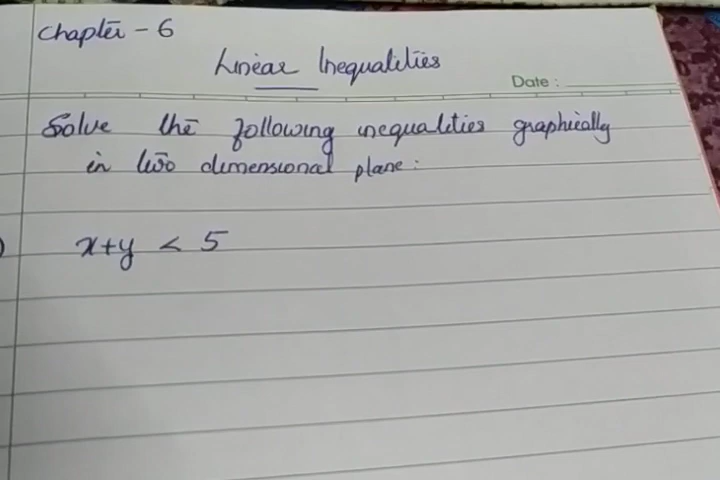 Chapter - 6
Linear Inequalities
Date :
Solve the following inequalities graphically
in two dimensional plane :
) x+y < 5